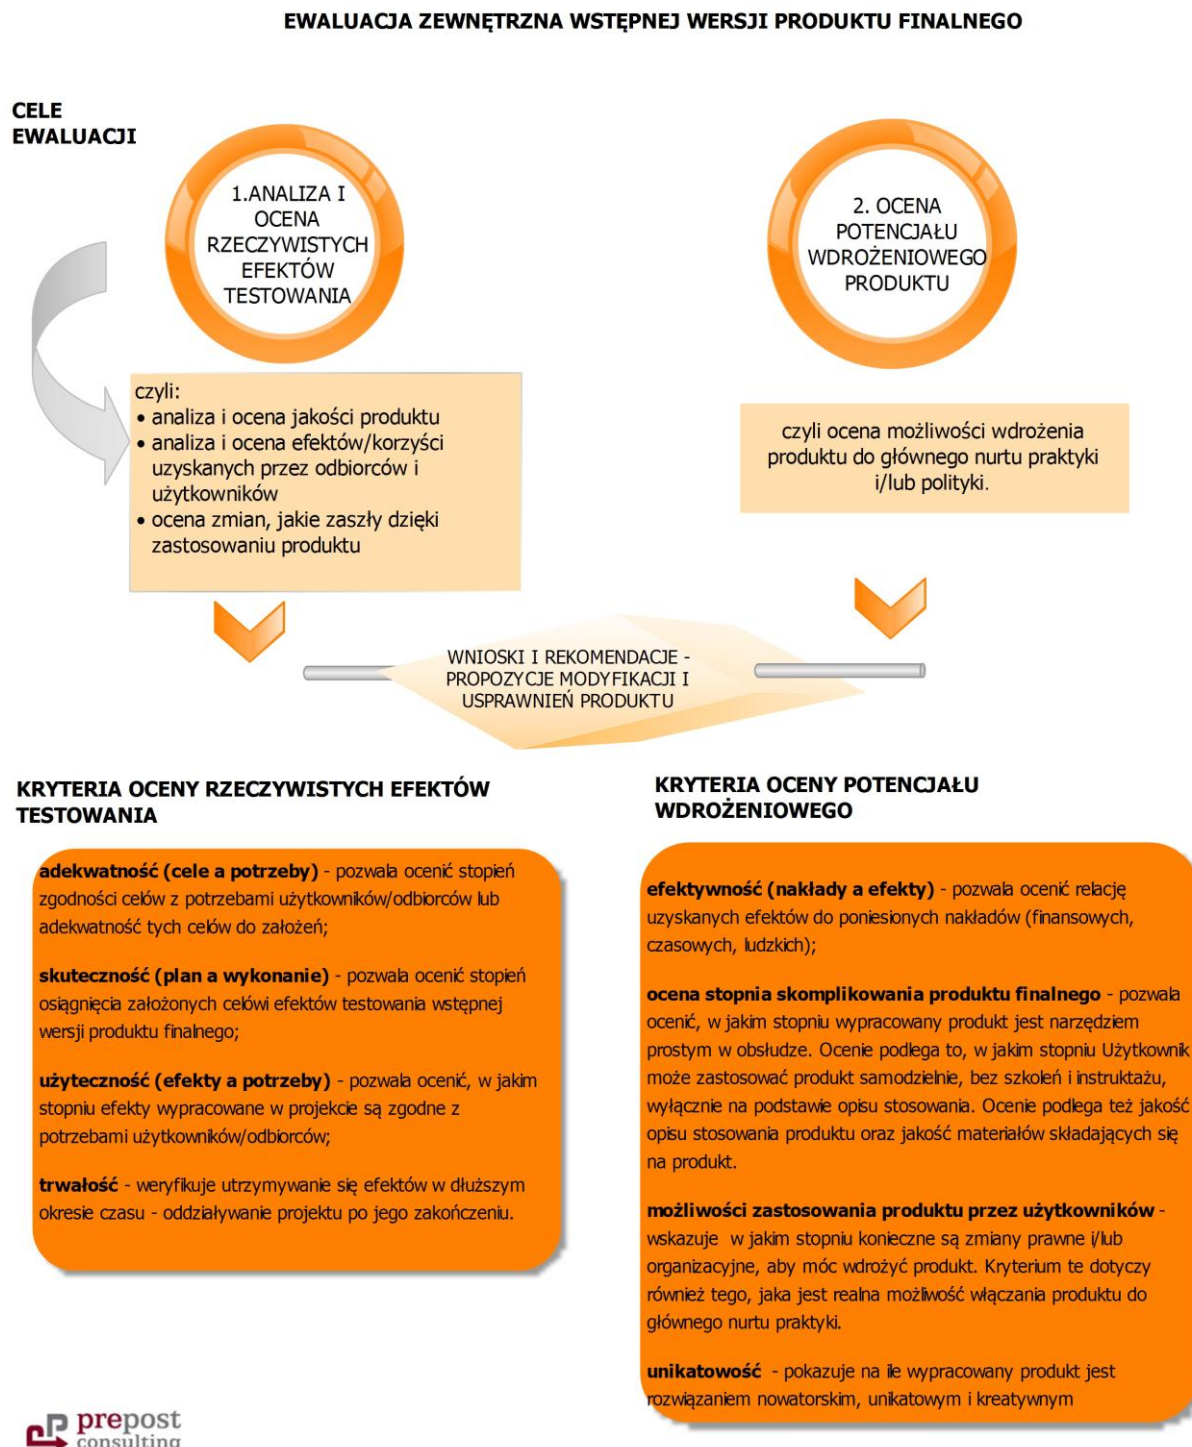 EWALUACJA ZEWNĘTRZNA WSTĘPNEJ WERSJI PRODUKTU FINALNEGO
CELE
EWALUACJI
1.ANALIZA I
OCENA
RZECZYWISTYCH
EFEKTÓW
TESTOWANIA
2. OCENA
POTENCJAŁU
WDROŻENIOWEGO
PRODUKTU
czyli:
• analiza i ocena jakości produktu
• analiza i ocena efektów/korzyści
uzyskanych przez odbiorców i
użytkowników
• ocena zmian, jakie zaszły dzięki
zastosowaniu produktu
czyli ocena możliwości wdrożenia
produktu do głównego nurtu praktyki
i/lub polityki.
WNIOSKI I REKOMENDACJE -
PROPOZYCJE MODYFIKACJI I
USPRAWNIEŃ PRODUKTU
KRYTERIA OCENY RZECZYWISTYCH EFEKTÓW
TESTOWANIA
adekwatność (cele a potrzeby) - pozwala ocenić stopień
zgodności celów z potrzebami użytkowników/odbiorców lub
adekwatność tych celów do założeń;
skuteczność (plan a wykonanie) - pozwala ocenić stopień
osiągnięcia założonych celówi efektów testowania wstępnej
wersji produktu finalnego;
użyteczność (efekty a potrzeby) - pozwala ocenić, w jakim
stopniu efekty wypracowane w projekcie są zgodne z
potrzebami użytkowników/odbiorców;
trwałość - weryfikuje utrzymywanie się efektów w dłuższym
okresie czasu - oddziaływanie projektu po jego zakończeniu.
KRYTERIA OCENY POTENCJAŁU
WDROŻENIOWEGO
efektywność (nakłady a efekty) - pozwala ocenić relację
uzyskanych efektów do poniesionych nakładów (finansowych,
czasowych, ludzkich);
ocena stopnia skomplikowania produktu finalnego - pozwala
ocenić, w jakim stopniu wypracowany produkt jest narzędziem
prostym w obsłudze. Ocenie podlega to, w jakim stopniu Użytkownik
może zastosować produkt samodzielnie, bez szkoleń i instruktażu,
wyłącznie na podstawie opisu stosowania. Ocenie podlega też jakość
opisu stosowania produktu oraz jakość materiałów składających się
na produkt.
możliwości zastosowania produktu przez użytkowników -
wskazuje w jakim stopniu konieczne są zmiany prawne i/lub
organizacyjne, aby móc wdrożyć produkt. Kryterium te dotyczy
również tego, jaka jest realna możliwość włączania produktu do
głównego nurtu praktyki.
unikatowość - pokazuje na ile wypracowany produkt jest
rozwiązaniem nowatorskim, unikatowym i kreatywnym
prepost
consulting